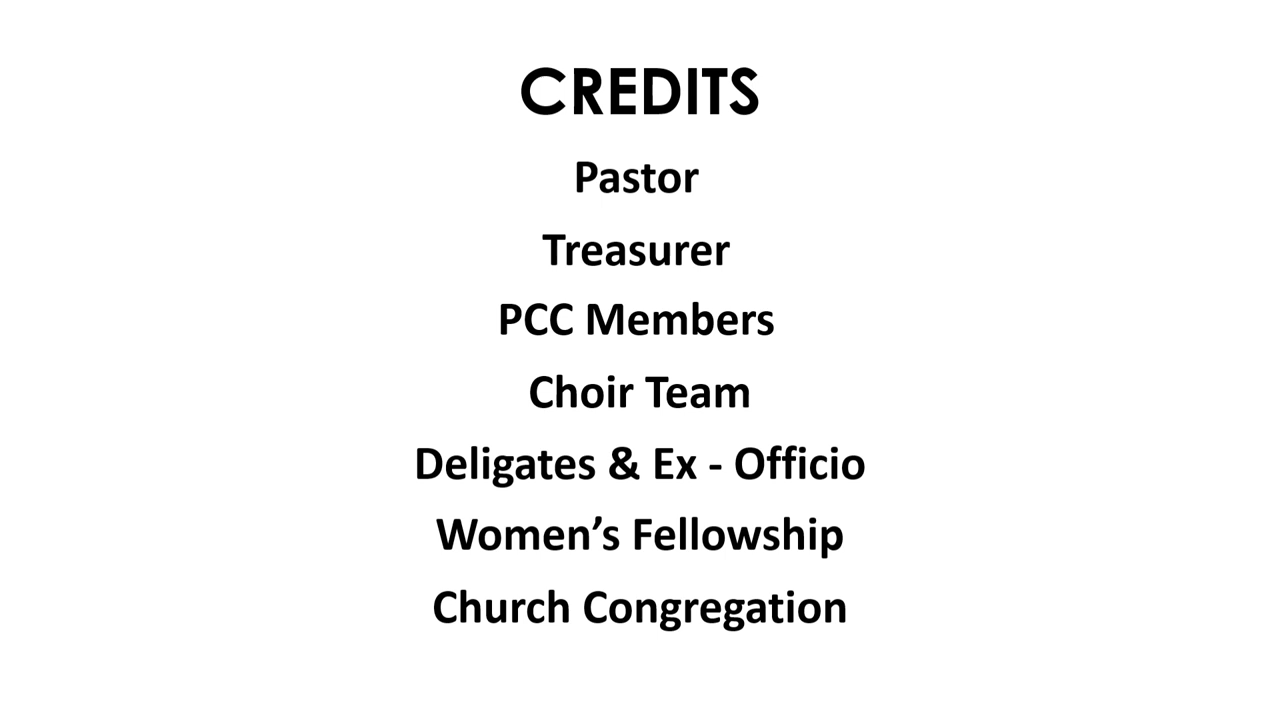 CREDITS
Pastor
Treasurer
PCC Members
Choir Team
Deligates & Ex - Officio
Women’s Fellowship
Church Congregation